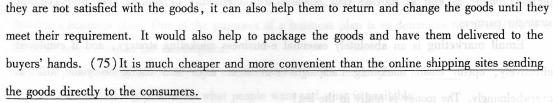 they are not satisfied with the goods, it can also help them to return and change the goods until they
meet their requirement. It would also help to package the goods and have them delivered to the
buyers' hands. (75) It is much cheaper and more convenient than the online shipping sites sending
the goods directly to the consumers.